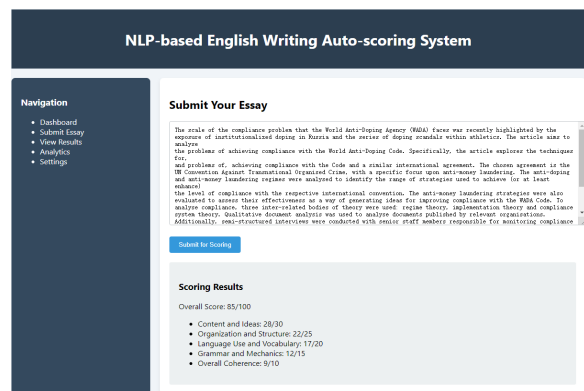 NLP-based English Writing Auto-scoring System
Navigation
Dashboard
Submit Essay
View Results
Analytics
Settings
Submit Your Essay
The scale of the compliance problem that the World Anti-Doping Agency (WADA) faces was recently highlighted by the
exposure of institutionalized doping in Russia and the series of doping scandals within athletics. The article aims to
analyze
the problems of achieving compliance with the World Anti-Doping Code. Specifically, the article explores the techniques
for,
and problems of, achieving compliance with the Code and a similar international agreement. The chosen agreement is the
UN Convention Against Transnational Organised Crime, with a specific focus upon anti-money laundering. The anti-doping
and anti-money laundering regimes were analysed to identify the range of strategies used to achieve (or at least
enhance)
the level of compliance with the respective international convention. The anti-money laundering strategies were also
evaluated to assess their effectiveness as a way of generating ideas for improving compliance with the WADA Code. To
analyse compliance, three inter-related bodies of theory were used: regime theory, implementation theory and compliance
system theory. Qualitative document analysis was used to analyse documents published by relevant organisations.
Additionally, semi-structured interviews were conducted with senior staff members responsible for monitoring compliance
Submit for Scoring
Scoring Results
Overall Score: 85/100
Content and Ideas: 28/30
Organization and Structure: 22/25
Language Use and Vocabulary: 17/20
Grammar and Mechanics: 12/15
Overall Coherence: 9/10